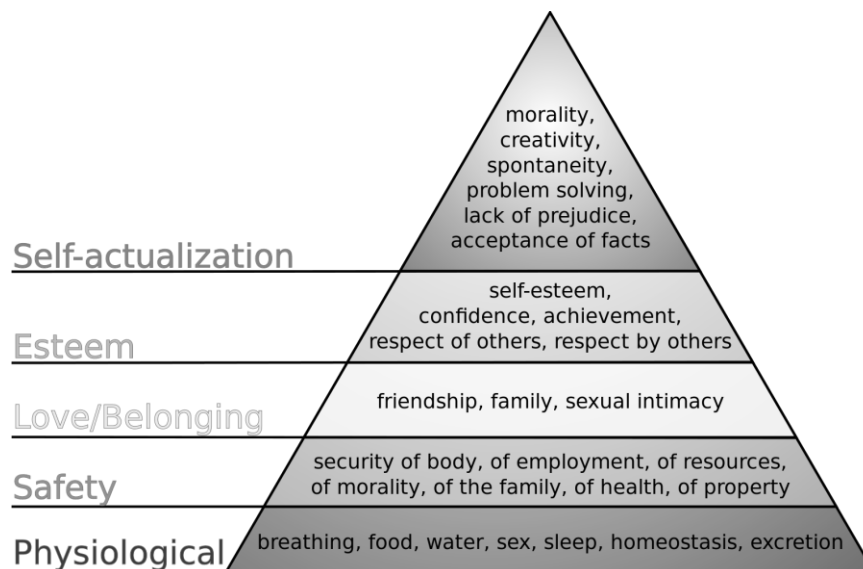 morality,
creativity,
spontaneity,
problem solving,
lack of prejudice,
acceptance of facts
Self-actualization
self-esteem,
confidence, achievement,
respect of others, respect by others
Esteem
friendship, family, sexual intimacy
Love/Belonging
security of body, of employment, of resources,
of morality, of the family, of health, of property
Safety
breathing, food, water, sex, sleep, homeostasis, excretion
Physiological